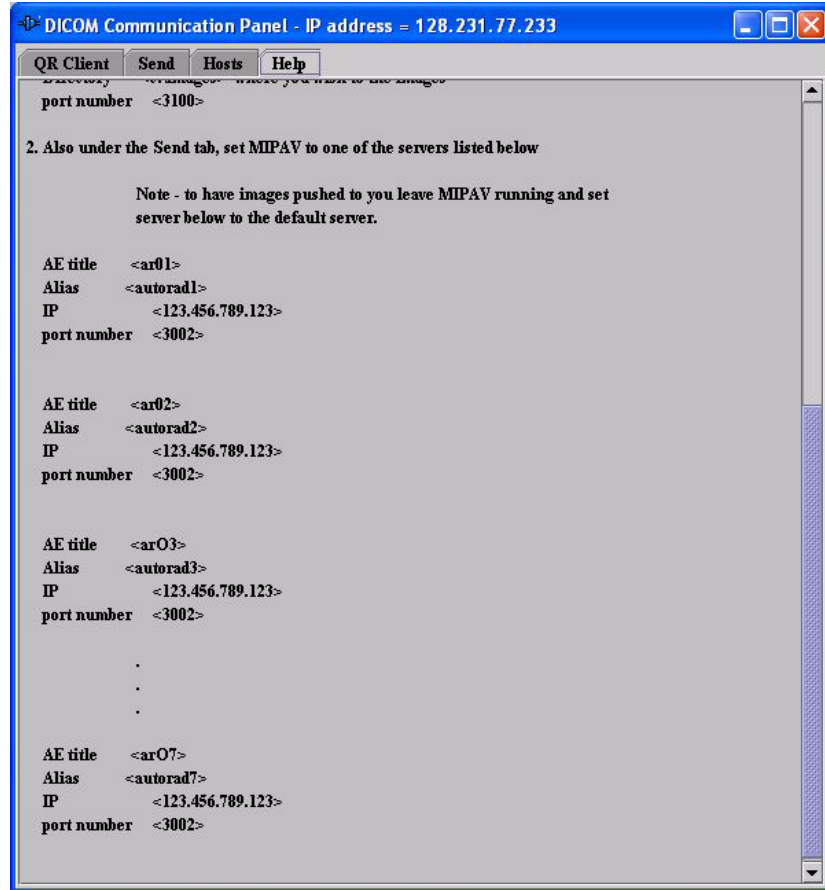 DICOM Communication Panel - IP address = 128.231.77.233
QR Client Send Hosts Help
port number <3100>
2. Also under the Send tab, set MIPAV to one of the servers listed below
Note - to have images pushed to you leave MIPAV running and set
server below to the default server.
AE title <ar01>
Alias <autorad1>
IP <123.456.789.123>
port number <3002>
AE title <ar02>
Alias <autorad2>
IP <123.456.789.123>
port number <3002>
AE title <arO3>
Alias <autorad3>
IP <123.456.789.123>
port number <3002>
.
.
.
AE title <arO7>
Alias <autorad7>
IP <123.456.789.123>
port number <3002>